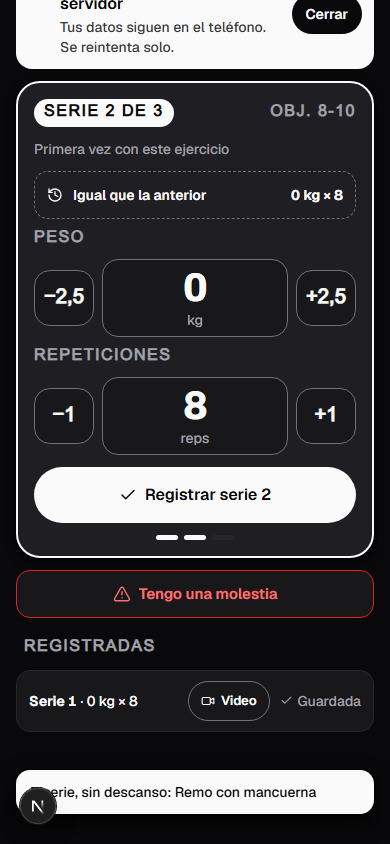 servidor
Tus datos siguen en el teléfono.
Se reintenta solo.
Cerrar
SERIE 2 DE 3
OBJ. 8-10
Primera vez con este ejercicio
Igual que la anterior
0 kg × 8
PESO
−2,5
0
kg
+2,5
REPETICIONES
−1
8
reps
+1
Registrar serie 2
Tengo una molestia
REGISTRADAS
Serie 1 · 0 kg × 8
Video
Guardada
sin descanso: Remo con mancuerna
N